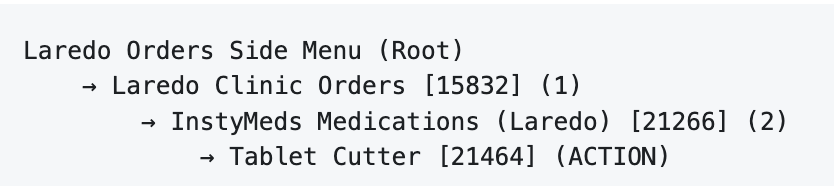 Laredo Orders Side Menu (Root)
→ Laredo Clinic Orders [15832] (1)
→ InstyMeds Medications (Laredo) [21266] (2)
→ Tablet Cutter [21464] (ACTION)